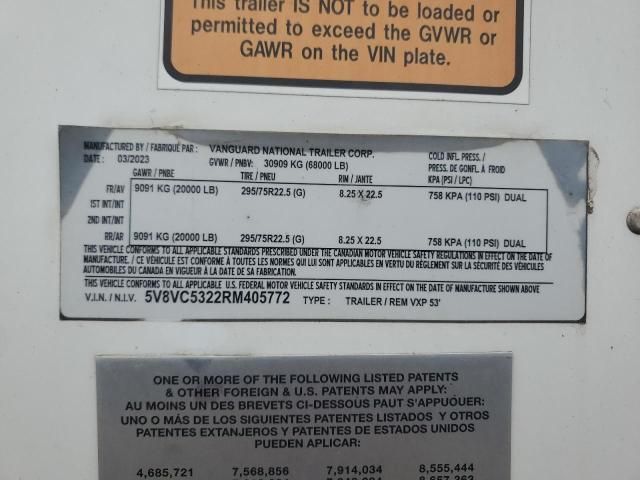 This trailer IS NOT to be loaded or
permitted to exceed the GVWR or
GAWR on the VIN plate.
MANUFACTURED BY / FABRIQUÉ PAR : VANGUARD NATIONAL TRAILER CORP.
DATE : 03/2023 GVWR / PNBV: 30909 KG (68000 LB)
COLD INFL. PRESS. /
PRESS. DE GONFL. À FROID
GAWR / PNBE TIRE / PNEU RIM / JANTE KPA (PSI / LPC)
FR/AV 9091 KG (20000 LB) 295/75R22.5 (G) 8.25 X 22.5 758 KPA (110 PSI) DUAL
1ST INT/INT
2ND INT/INT
RR/AR 9091 KG (20000 LB) 295/75R22.5 (G) 8.25 X 22.5 758 KPA (110 PSI) DUAL
THIS VEHICLE CONFORMS TO ALL APPLICABLE STANDARDS PRESCRIBED UNDER THE CANADIAN MOTOR VEHICLE SAFETY REGULATIONS IN EFFECT ON THE DATE OF
MANUFACTURE. / CE VÉHICULE EST CONFORME À TOUTES LES NORMES QUI LUI SONT APPLICABLES EN VERTU DU RÈGLEMENT SUR LA SÉCURITÉ DES VÉHICULES
AUTOMOBILES DU CANADA EN VIGUEUR À LA DATE DE SA FABRICATION.
THIS VEHICLE CONFORMS TO ALL APPLICABLE U.S. FEDERAL MOTOR VEHICLE SAFETY STANDARDS IN EFFECT ON THE DATE OF MANUFACTURE SHOWN ABOVE
V.I.N. / N.I.V. 5V8VC5322RM405772 TYPE : TRAILER / REM VXP 53'
ONE OR MORE OF THE FOLLOWING LISTED PATENTS
& OTHER FOREIGN & U.S. PATENTS MAY APPLY:
AU MOINS UN DES BREVETS CI-DESSOUS PAUT S'APPUOUER:
UNO O MÁS DE LOS SIGUIENTES PATENTES LISTADOS Y OTROS
PATENTES EXTANJEROS Y PATENTES DE ESTADOS UNIDOS
PUEDEN APLICAR:
4,685,721 7,568,856 7,914,034 8,555,444